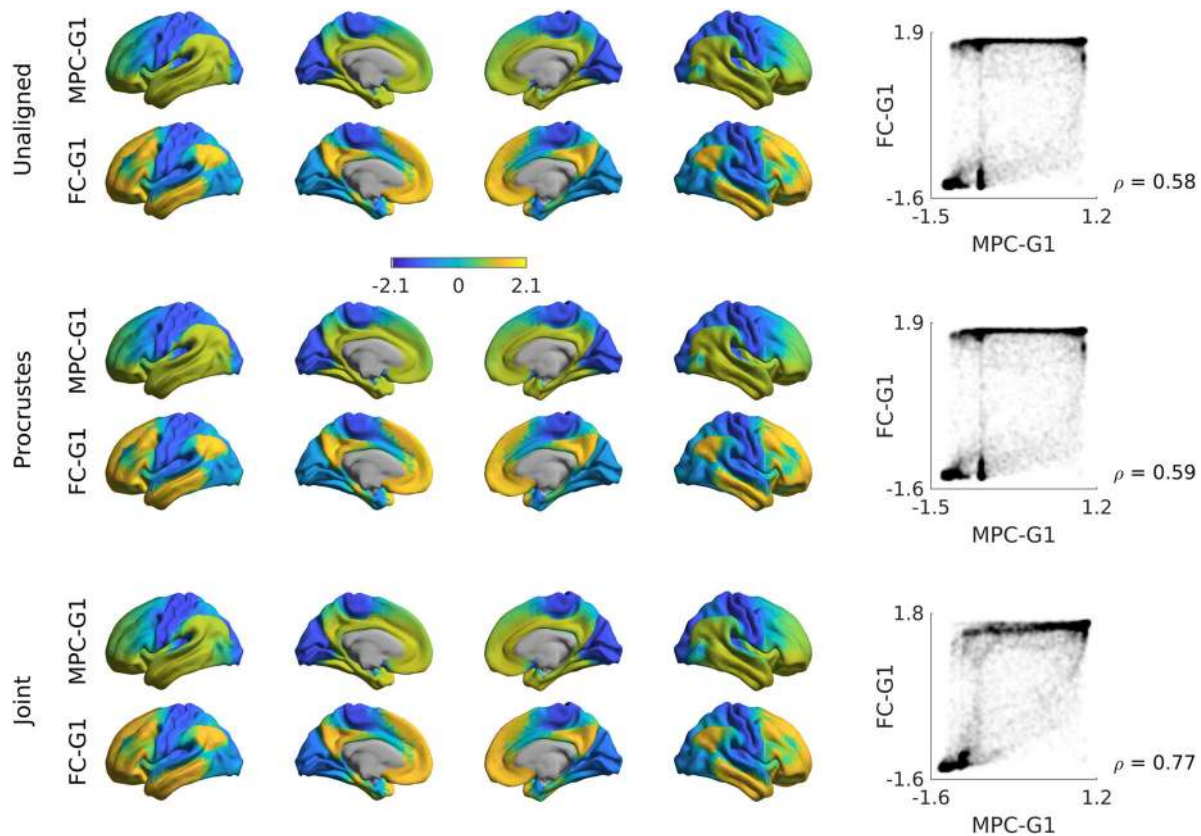 Unaligned
MPC-G1
FC-G1
1.9
FC-G1
-1.6
-1.5
1.2
MPC-G1
ρ = 0.58
-2.1
0
2.1
Procrustes
MPC-G1
FC-G1
1.9
FC-G1
-1.6
-1.5
1.2
MPC-G1
ρ = 0.59
Joint
MPC-G1
FC-G1
1.8
FC-G1
-1.6
-1.6
1.2
MPC-G1
ρ = 0.77